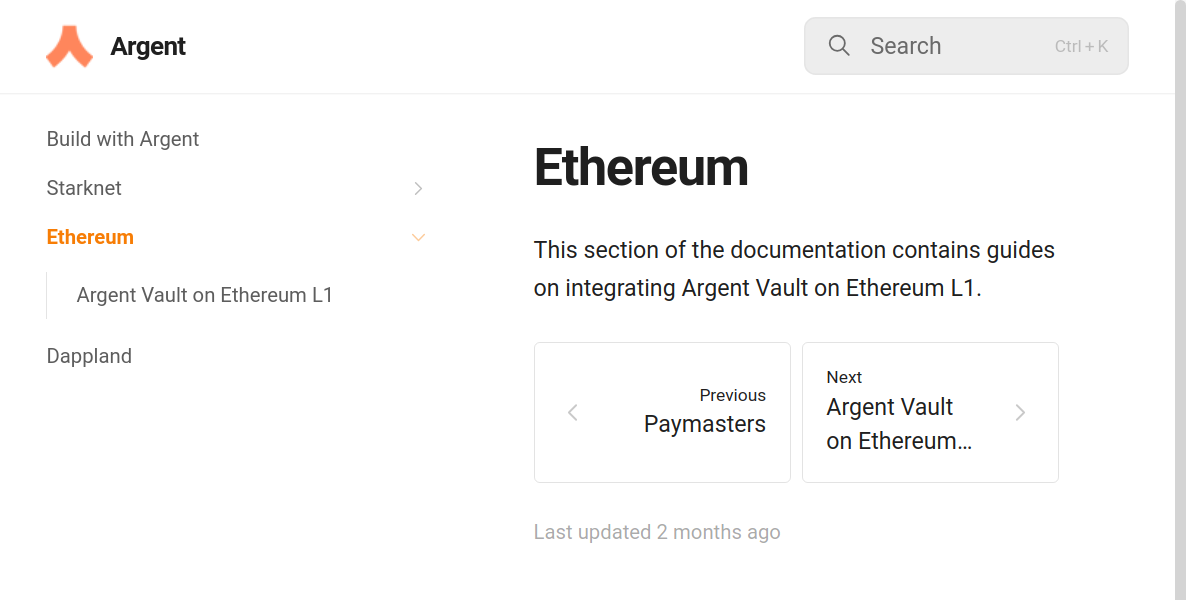 Argent
Search
Ctrl + K
Build with Argent
Starknet
Ethereum
Argent Vault on Ethereum L1
Dappland
Ethereum
This section of the documentation contains guides
on integrating Argent Vault on Ethereum L1.
Previous
Paymasters
Next
Argent Vault
on Ethereum...
Last updated 2 months ago